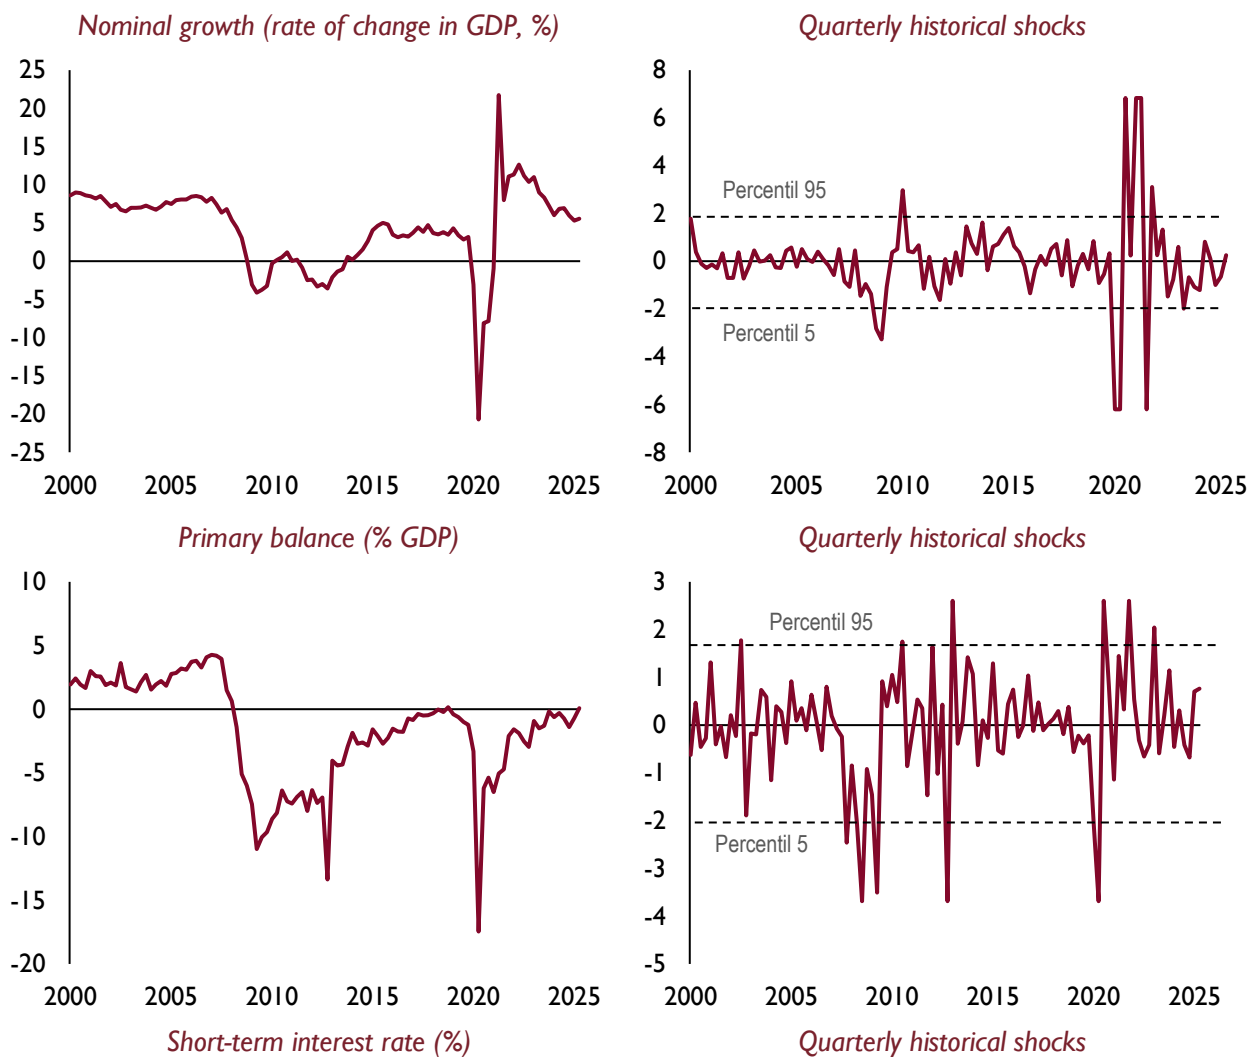 Nominal growth (rate of change in GDP, %)
25
20
15
10
5
0
-5
-10
-15
-20
-25
2000 2005 2010 2015 2020 2025
Quarterly historical shocks
8
6
4
2
0
-2
-4
-6
-8
Percentil 95
Percentil 5
2000 2005 2010 2015 2020 2025
Primary balance (% GDP)
10
5
0
-5
-10
-15
-20
2000 2005 2010 2015 2020 2025
Quarterly historical shocks
3
2
1
0
-1
-2
-3
-4
-5
Percentil 95
Percentil 5
2000 2005 2010 2015 2020 2025
Short-term interest rate (%)
Quarterly historical shocks